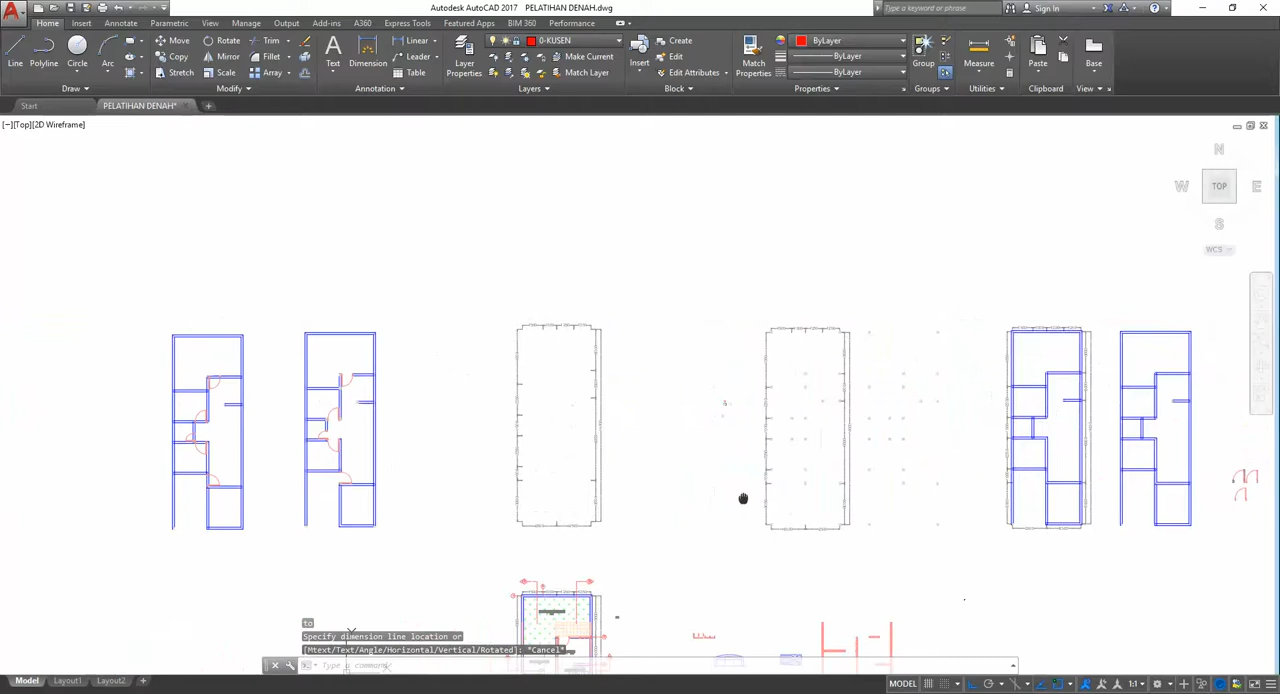 Autodesk AutoCAD 2017   PELATIHAN DENAH.dwg
Type a keyword or phrase
Sign In
Home Insert Annotate Parametric View Manage Output Add-ins A360 Express Tools Featured Apps BIM 360 Performance
Line Polyline Circle Arc
Move Rotate Trim
Copy Mirror Fillet
Stretch Scale Array
Text Dimension
Linear
Leader
Table
Layer Properties
0-KUSEN
Make Current
Match Layer
Insert
Create
Edit
Edit Attributes
Match Properties
ByLayer
ByLayer
ByLayer
Group
Measure
Paste
Base
Draw Modify Annotation Layers Block Properties Groups Utilities Clipboard View
Start PELATIHAN DENAH*
[−][Top][2D Wireframe]
N
W TOP E
S
WCS
to
Specify dimension line location or
[Mtext/Text/Angle/Horizontal/Vertical/Rotated]: *Cancel*
Type a command
Model Layout1 Layout2
MODEL
1:1